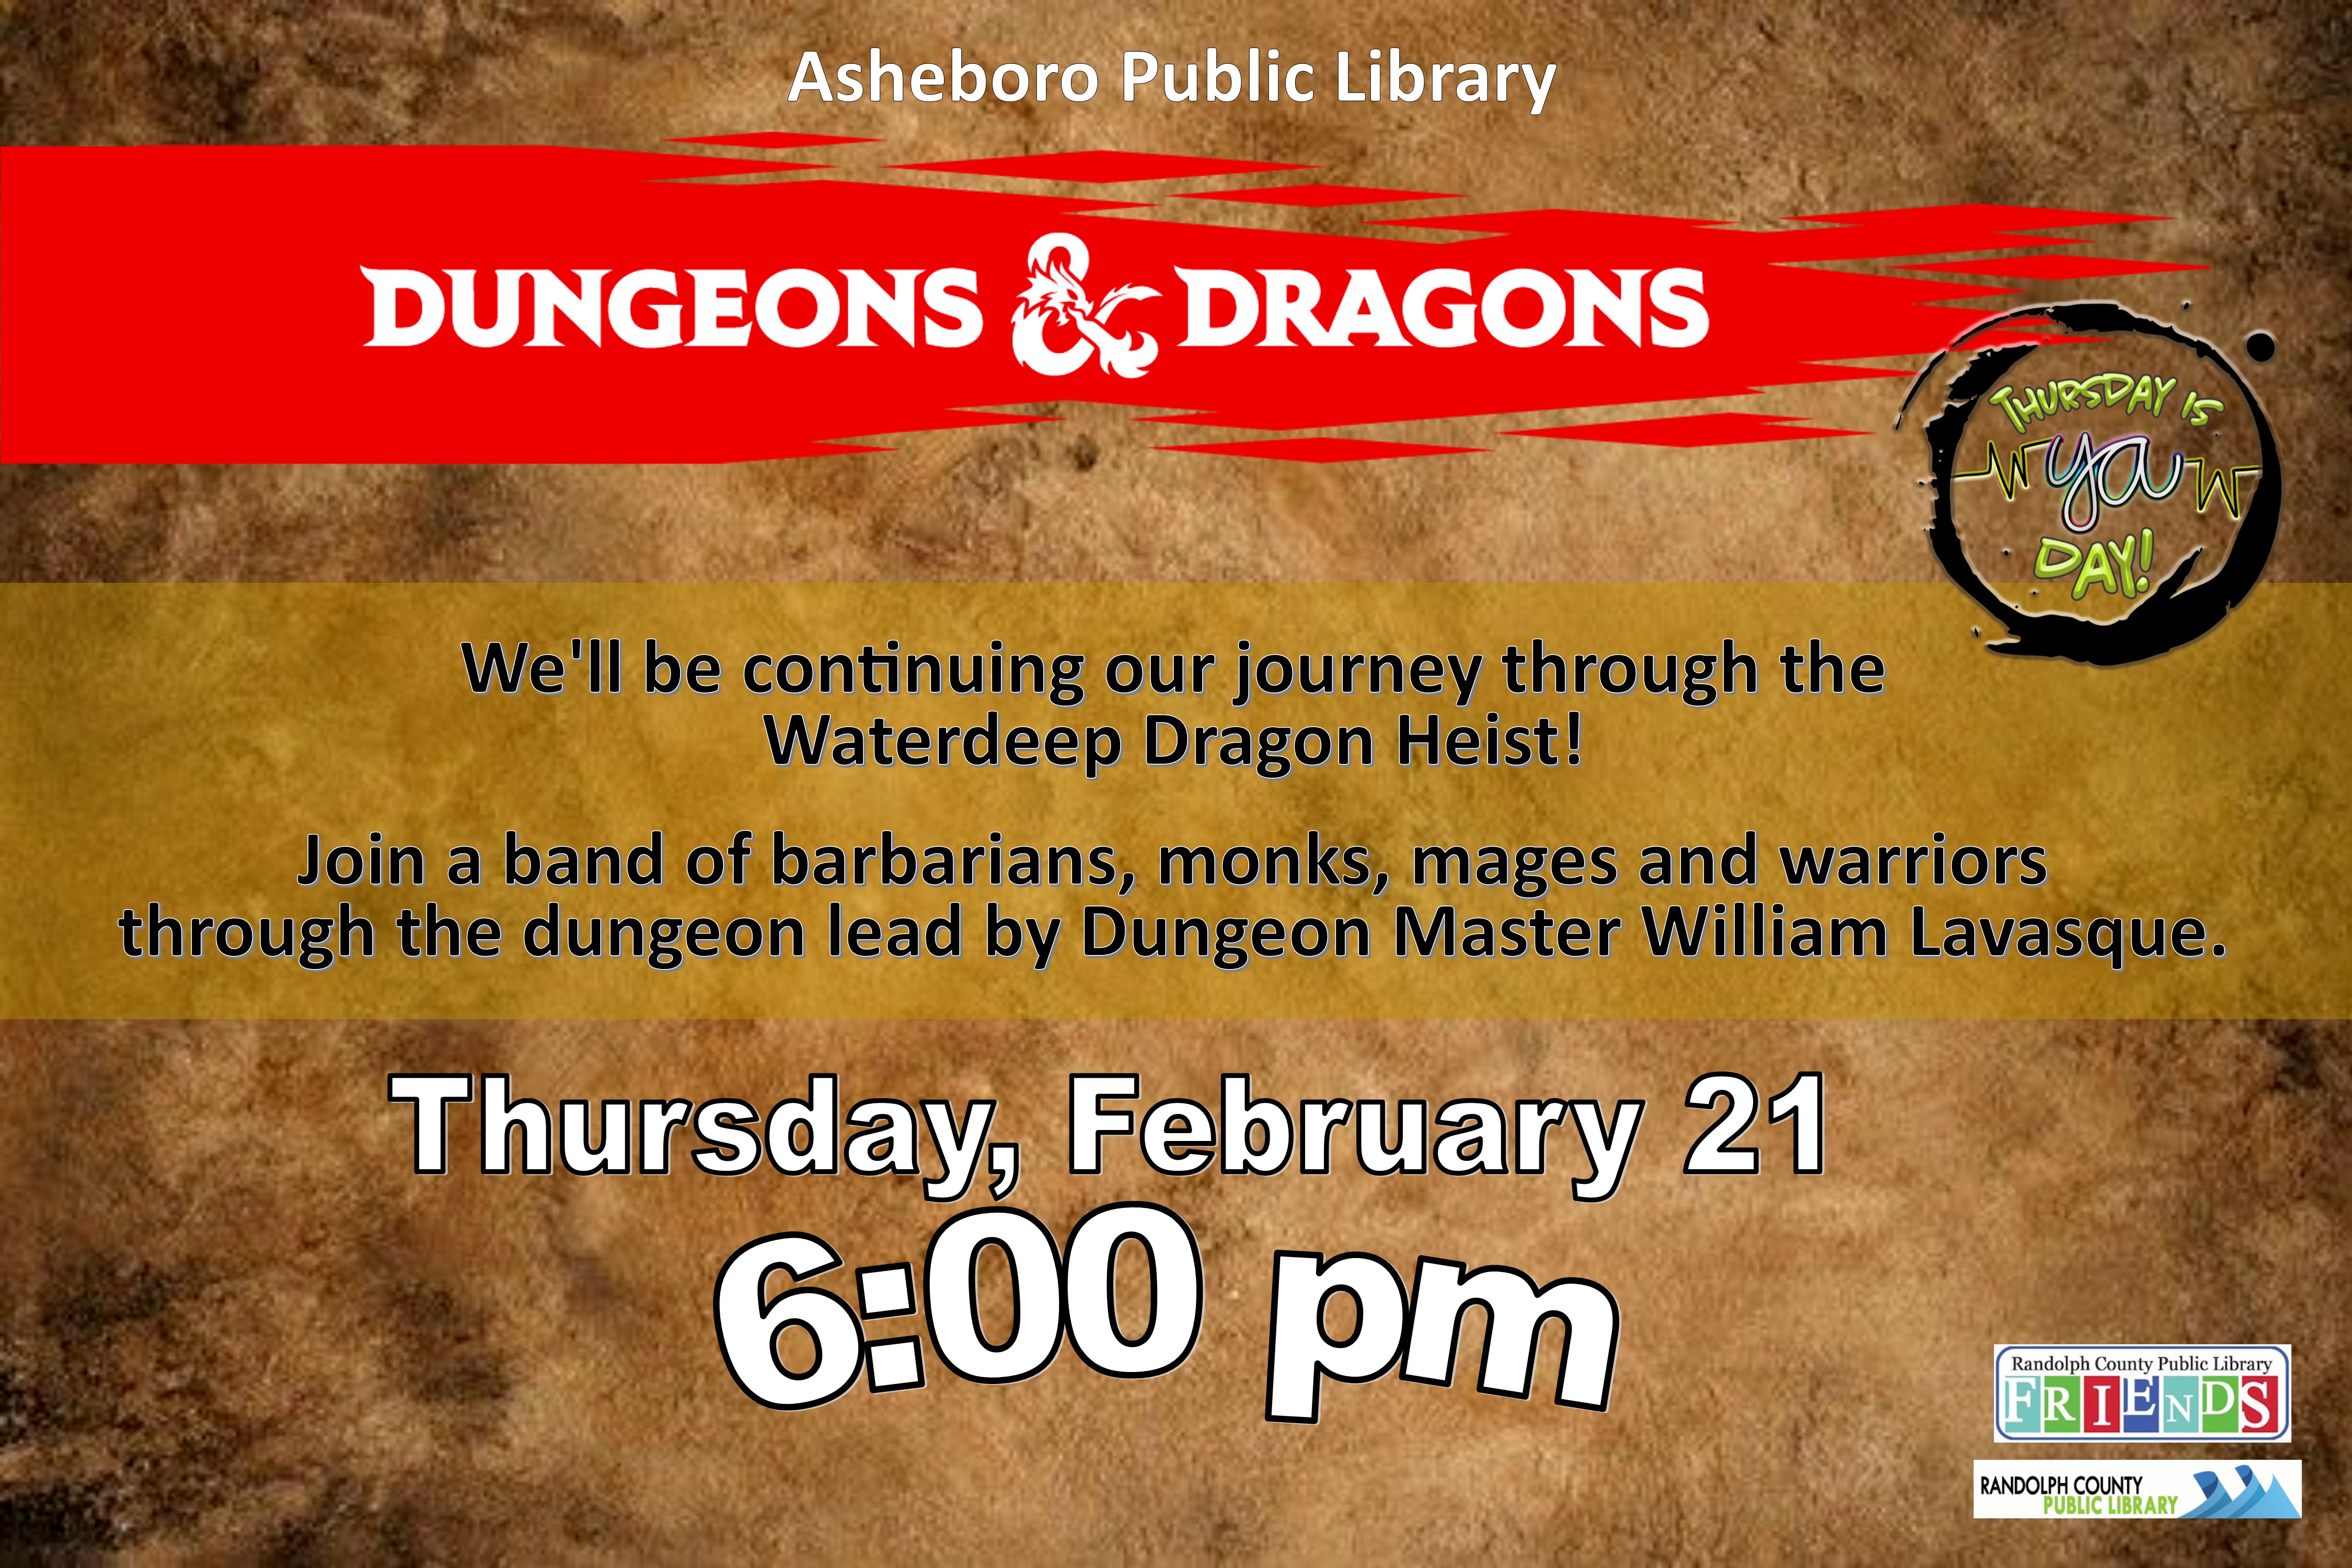 Asheboro Public Library
DUNGEONS & DRAGONS
THURSDAY IS
ya
DAY!
We'll be continuing our journey through the
Waterdeep Dragon Heist!
Join a band of barbarians, monks, mages and warriors
through the dungeon lead by Dungeon Master William Lavasque.
Thursday, February 21
6:00 pm
Randolph County Public Library
FRIENDS
RANDOLPH COUNTY
PUBLIC LIBRARY